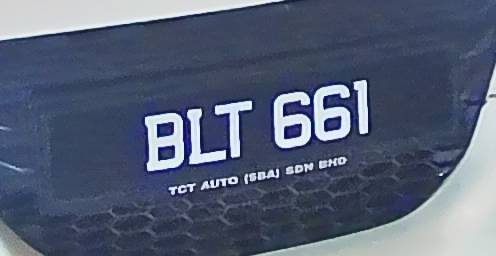 BLT 661
TCT AUTO (SBA) SDN BHD